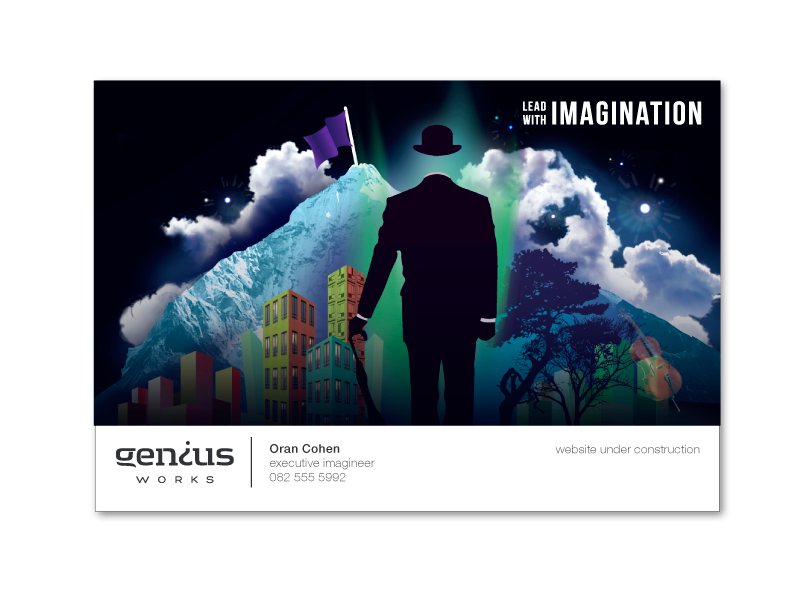 LEAD
WITH IMAGINATION
genius
WORKS
Oran Cohen
executive imagineer
082 555 5992
website under construction